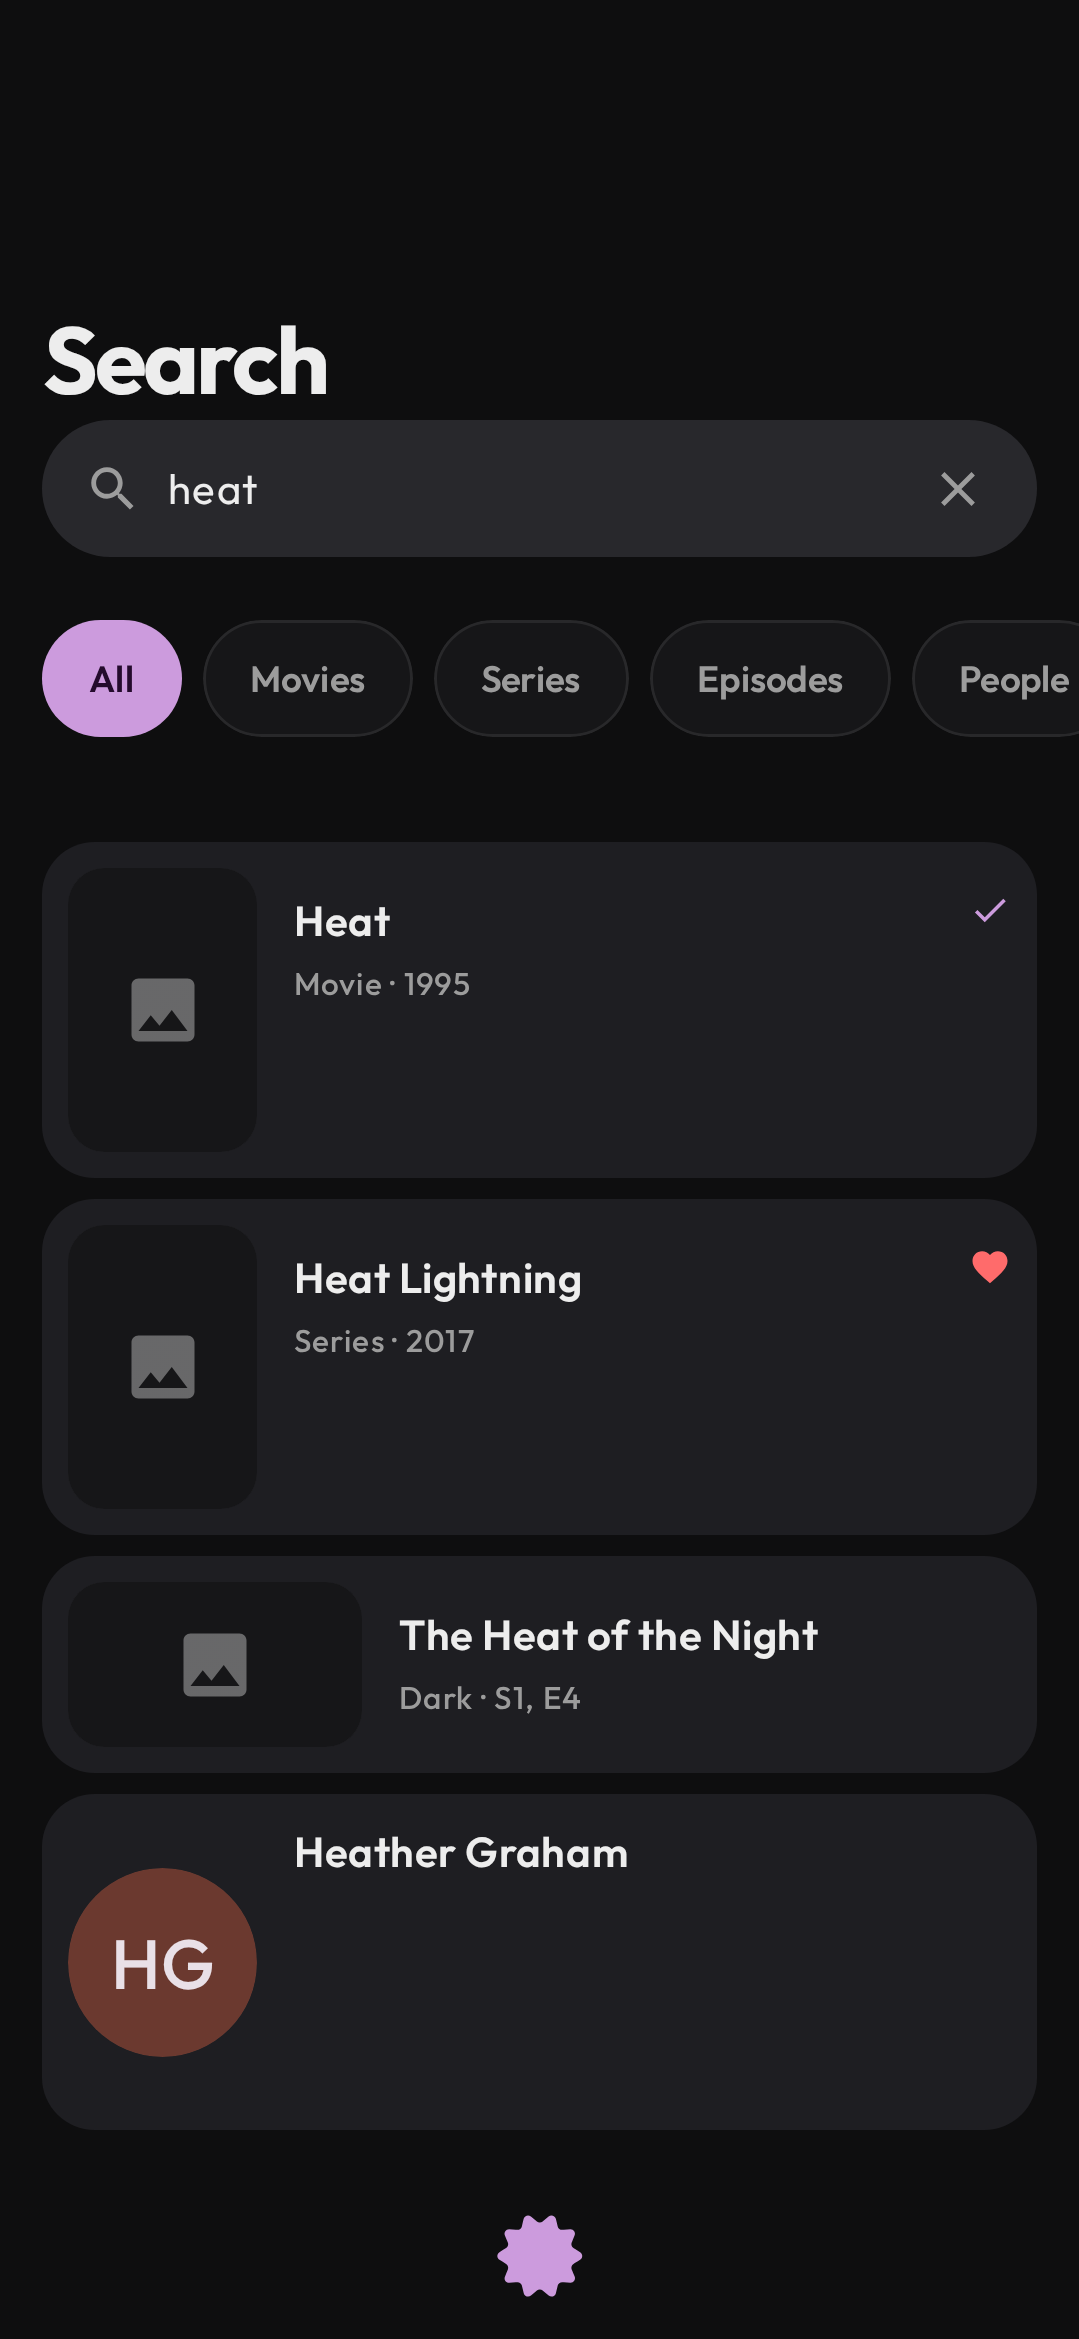 Search
heat
All Movies Series Episodes People
Heat
Movie · 1995
Heat Lightning
Series · 2017
The Heat of the Night
Dark · S1, E4
Heather Graham
HG